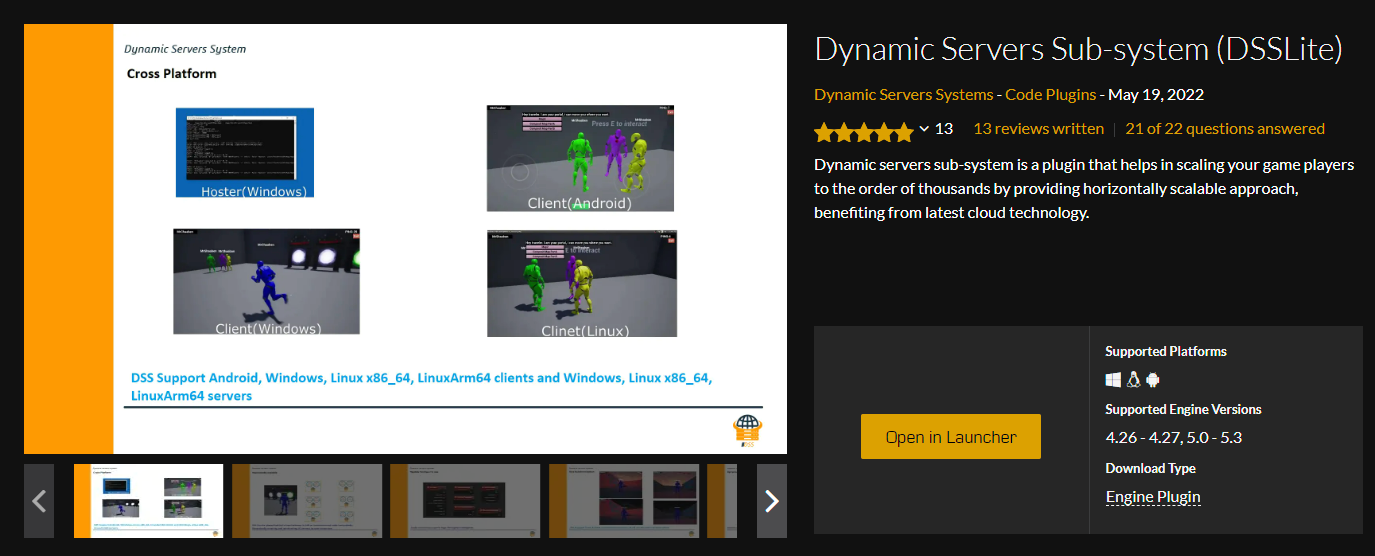 Dynamic Servers System
Cross Platform
Hoster(Windows)
Client(Android)
Press E to interact
Client(Windows)
Clinet(Linux)
DSS Support Android, Windows, Linux x86_64, LinuxArm64 clients and Windows, Linux x86_64,
LinuxArm64 servers
Dynamic Servers Sub-system (DSSLite)
Dynamic Servers Systems - Code Plugins - May 19, 2022
13
13 reviews written
21 of 22 questions answered
Dynamic servers sub-system is a plugin that helps in scaling your game players
to the order of thousands by providing horizontally scalable approach,
benefiting from latest cloud technology.
Open in Launcher
Supported Platforms
Supported Engine Versions
4.26 - 4.27, 5.0 - 5.3
Download Type
Engine Plugin